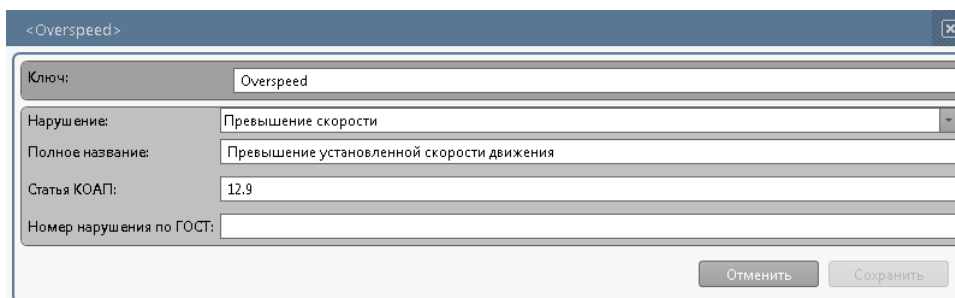 <Overspeed>
Ключ: Overspeed
Нарушение: Превышение скорости
Полное название: Превышение установленной скорости движения
Статья КОАП: 12.9
Номер нарушения по ГОСТ:
Отменить Сохранить